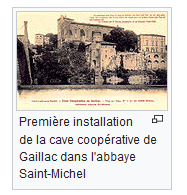 Première installation
de la cave coopérative de
Gaillac dans l'abbaye
Saint-Michel